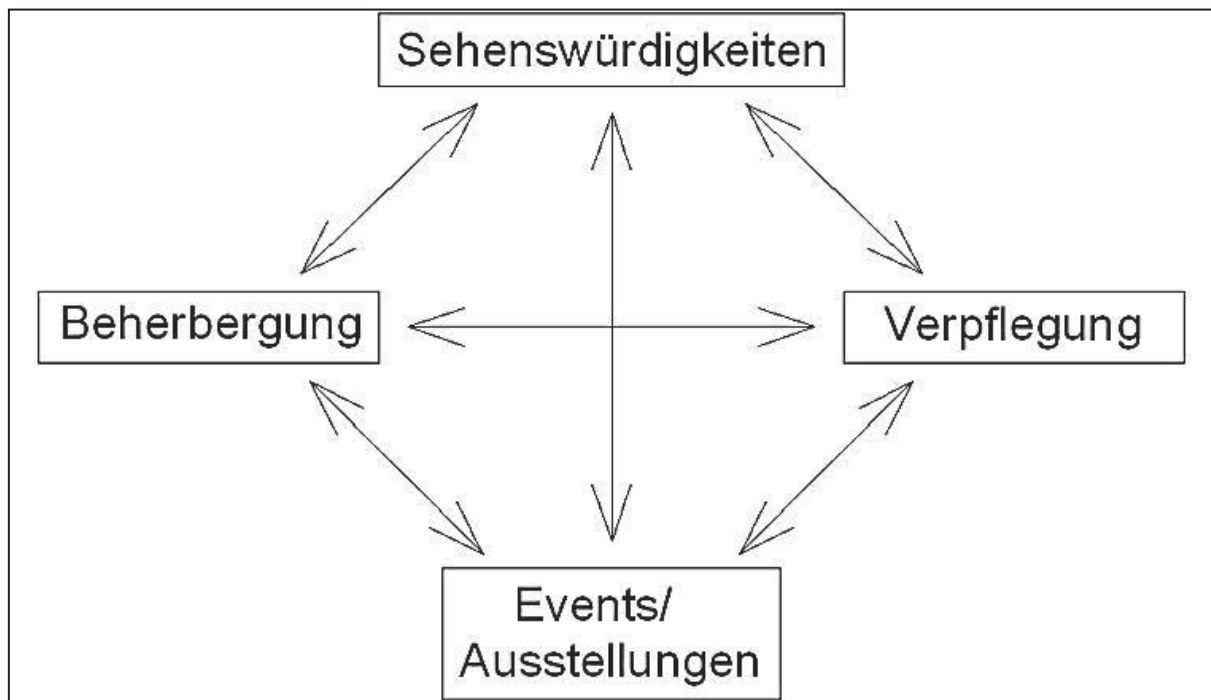 Sehenswürdigkeiten
Beherbergung
Verpflegung
Events/
Ausstellungen